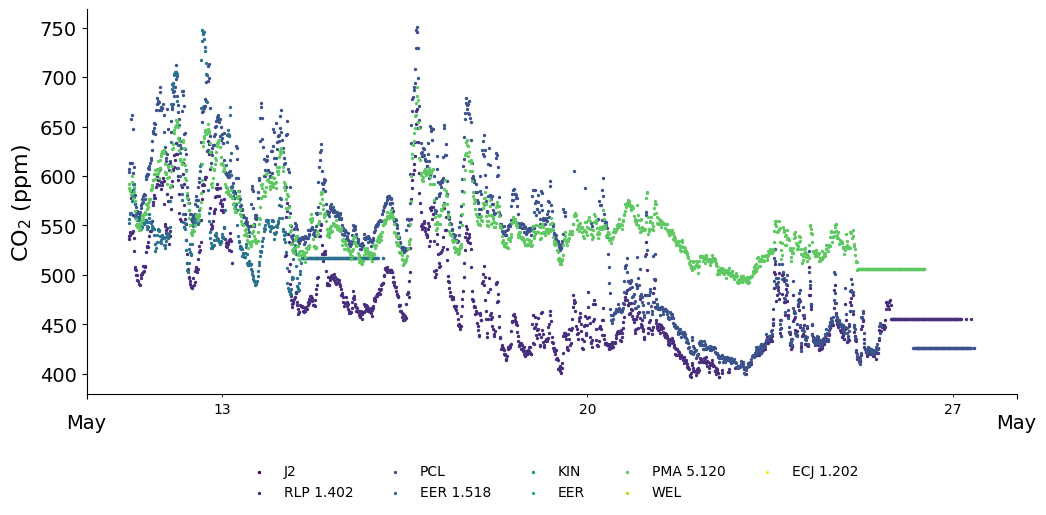 750
700
650
600
550
500
450
400
CO2 (ppm)
13 20 27
May May
J2 PCL KIN PMA 5.120 ECJ 1.202
RLP 1.402 EER 1.518 EER WEL